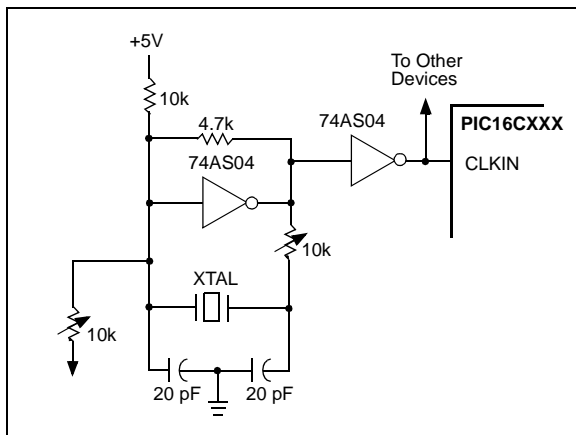 +5V
To Other
Devices
10k
4.7k
74AS04
PIC16CXXX
74AS04
CLKIN
10k
XTAL
10k
20 pF
20 pF